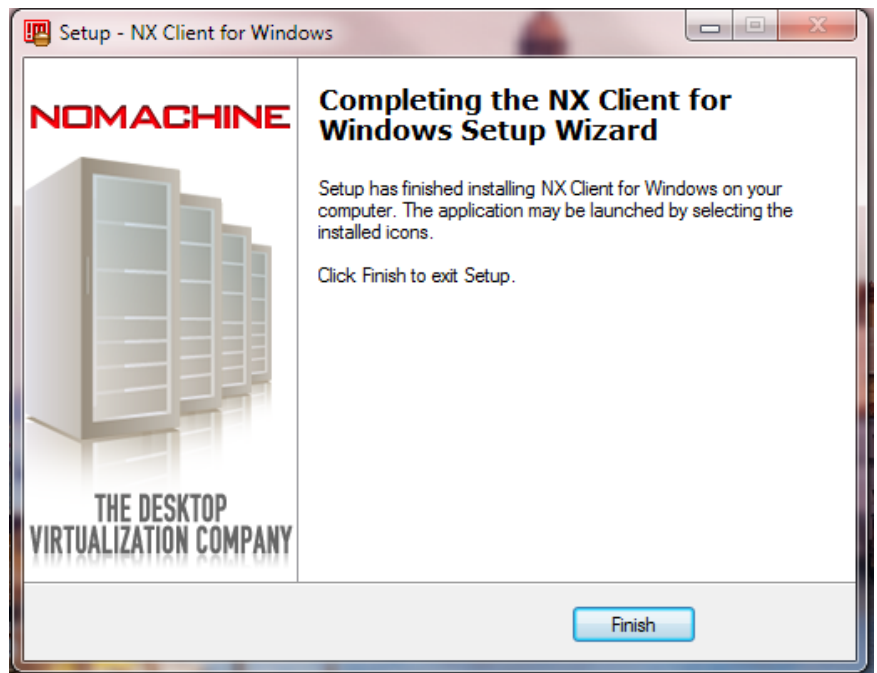 Setup - NX Client for Windows
NOMACHINE
THE DESKTOP
VIRTUALIZATION COMPANY
Completing the NX Client for
Windows Setup Wizard
Setup has finished installing NX Client for Windows on your
computer. The application may be launched by selecting the
installed icons.
Click Finish to exit Setup.
Finish